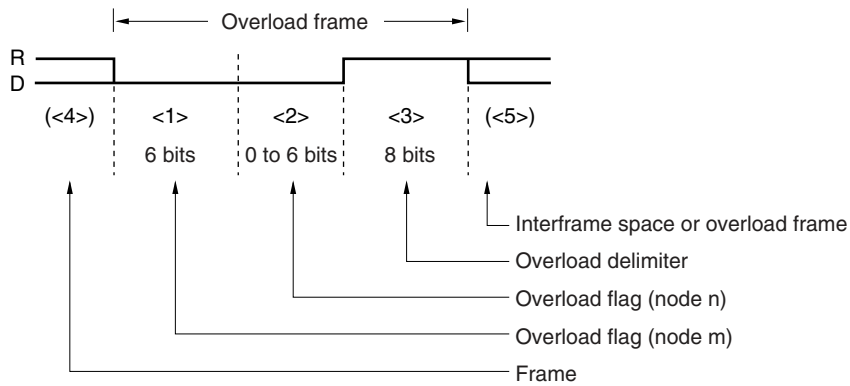 Overload frame
R
D
(<4>) <1> <2> <3> (<5>)
6 bits 0 to 6 bits 8 bits
Interframe space or overload frame
Overload delimiter
Overload flag (node n)
Overload flag (node m)
Frame